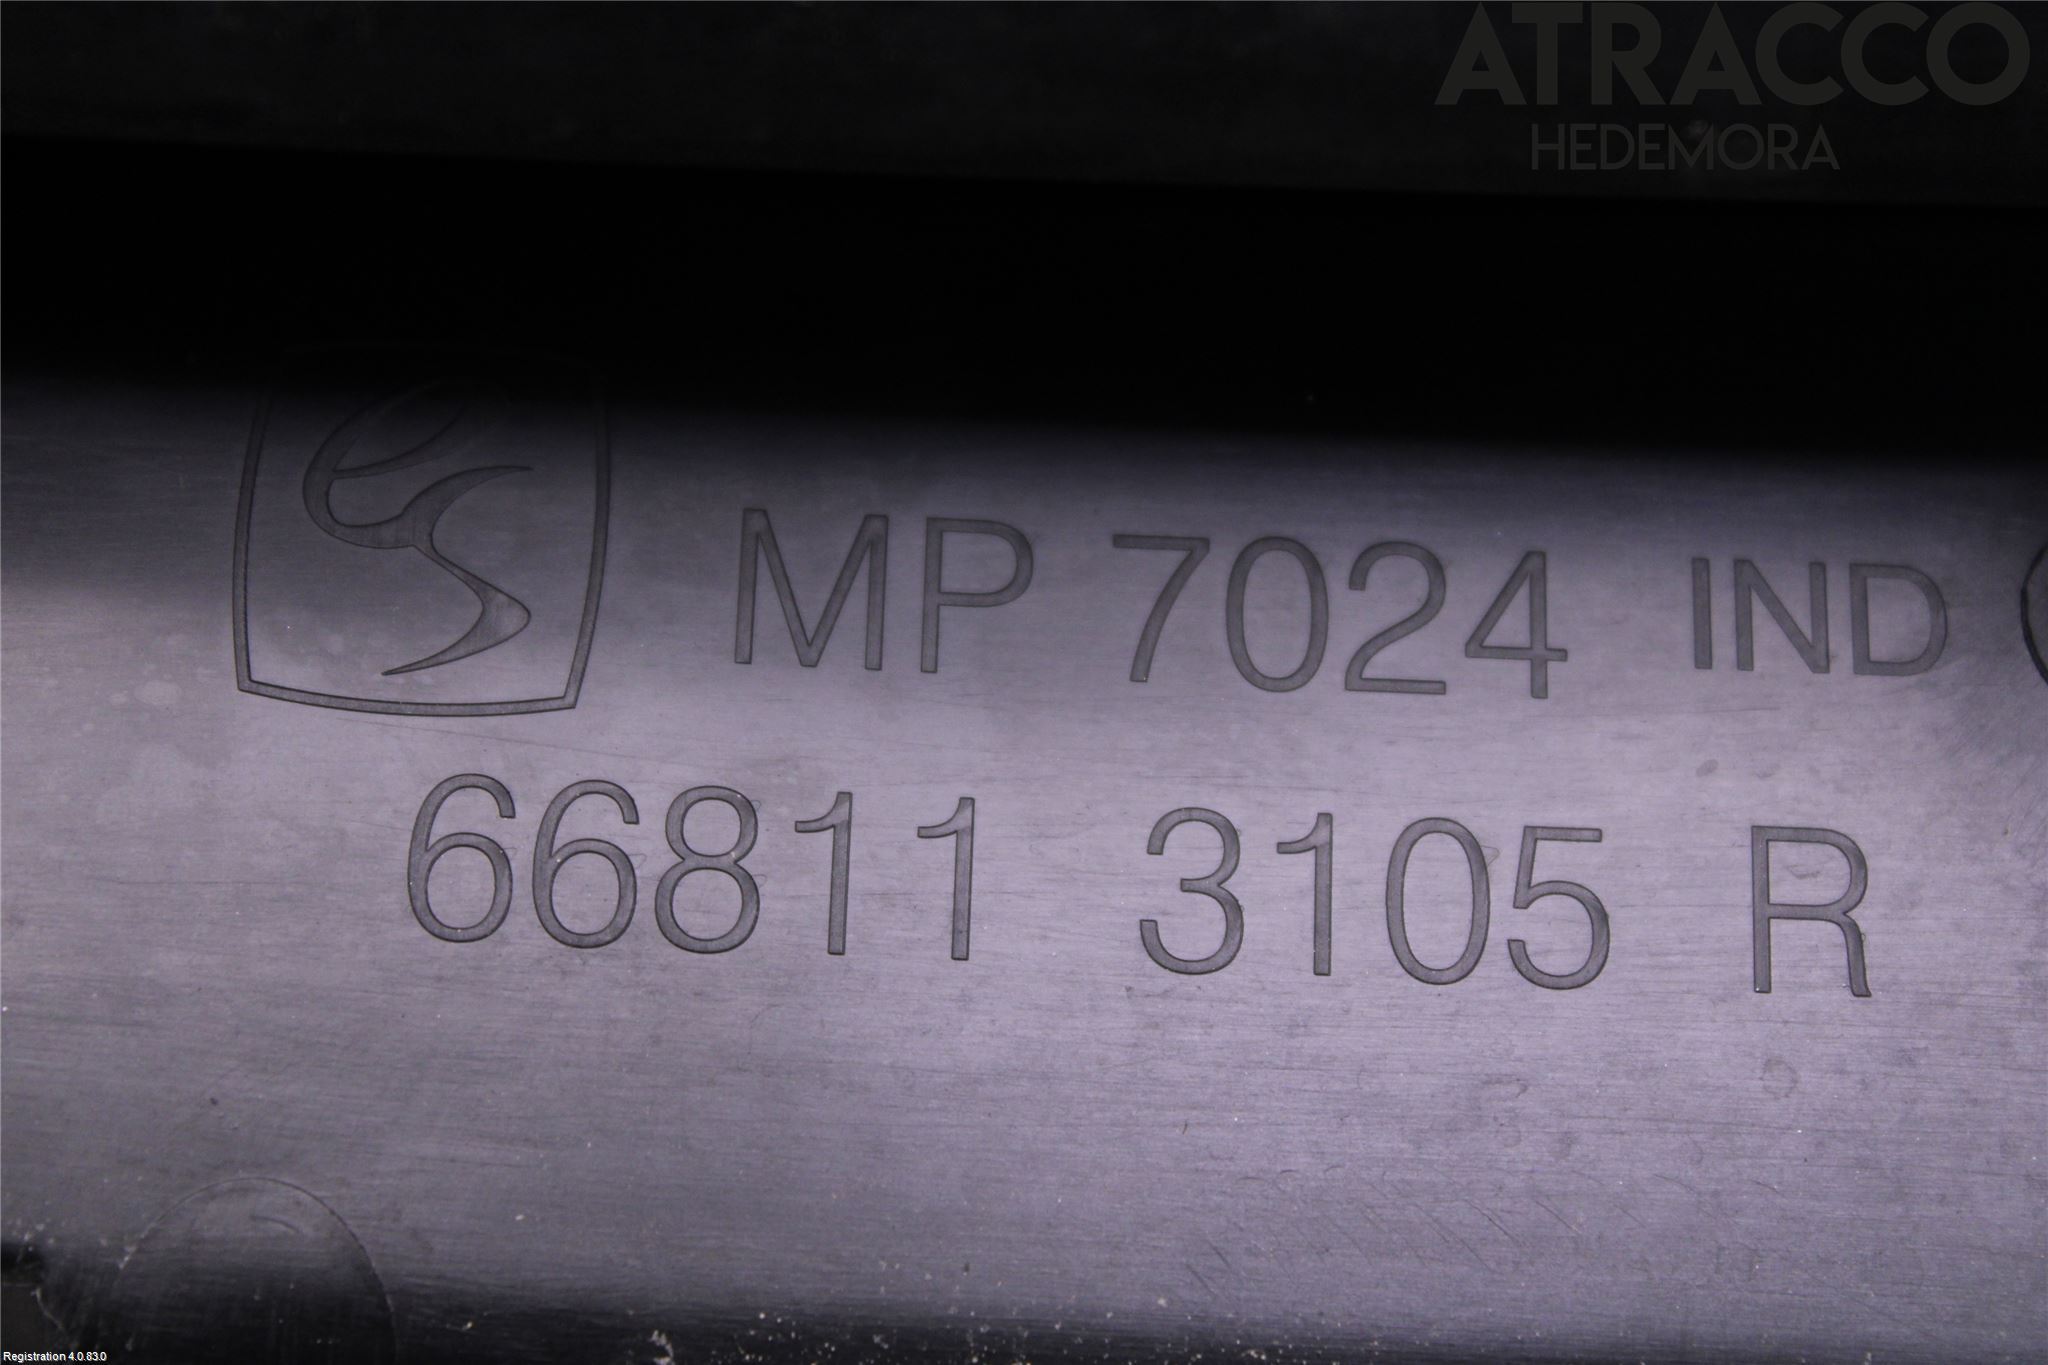 ATRACCO
HEDEMORA
MP 7024 IND
66811 3105 R
Registration 4.0.83.0